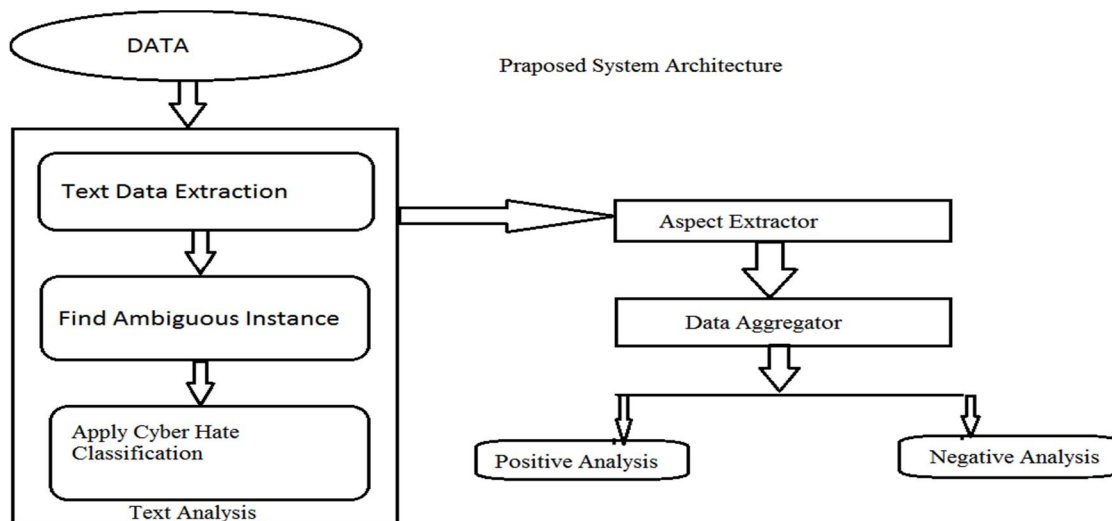 DATA
Praposed System Architecture
Text Data Extraction
Find Ambiguous Instance
Apply Cyber Hate
Classification
Text Analysis
Aspect Extractor
Data Aggregator
Positive Analysis
Negative Analysis